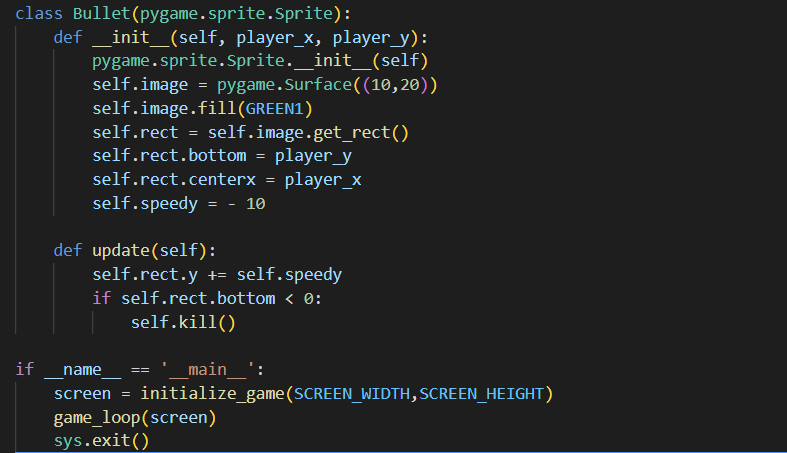 class Bullet(pygame.sprite.Sprite):
    def __init__(self, player_x, player_y):
        pygame.sprite.Sprite.__init__(self)
        self.image = pygame.Surface((10,20))
        self.image.fill(GREEN1)
        self.rect = self.image.get_rect()
        self.rect.bottom = player_y
        self.rect.centerx = player_x
        self.speedy = - 10

    def update(self):
        self.rect.y += self.speedy
        if self.rect.bottom < 0:
            self.kill()

if __name__ == '__main__':
    screen = initialize_game(SCREEN_WIDTH,SCREEN_HEIGHT)
    game_loop(screen)
    sys.exit()